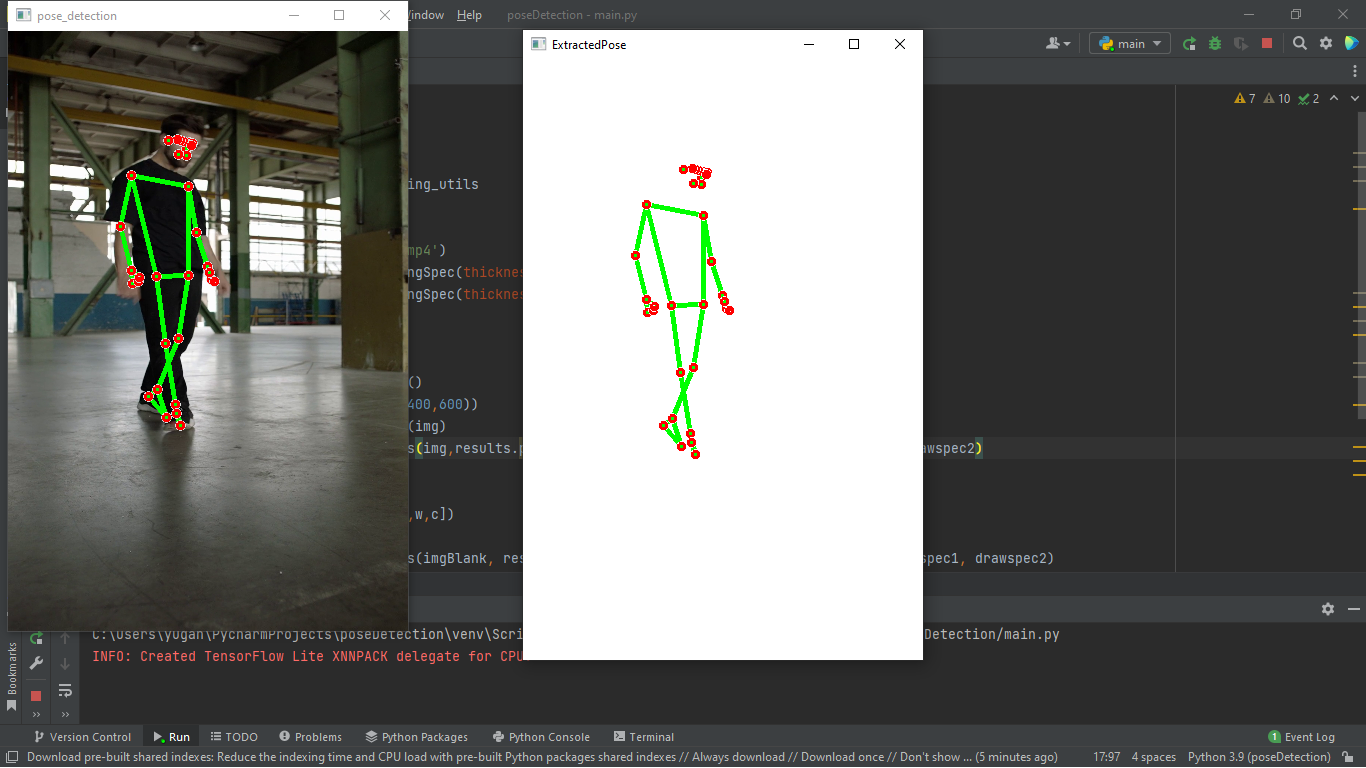 pose_detection
indow Help poseDetection - main.py
ExtractedPose
main
7 10 2
ing_utils
mp4')
ngSpec(thicknes
ngSpec(thicknes
()
400,600))
(img)
s(img,results.p
awspec2)
,w,c])
s(imgBlank, res
spec1, drawspec2)
C:\Users\yugan\PycharmProjects\poseDetection\venv\Scri
Detection/main.py
INFO: Created TensorFlow Lite XNNPACK delegate for CPU
Bookmarks
Version Control Run TODO Problems Python Packages Python Console Terminal 1 Event Log
Download pre-built shared indexes: Reduce the indexing time and CPU load with pre-built Python packages shared indexes // Always download // Download once // Don't show ... (5 minutes ago) 17:97 4 spaces Python 3.9 (poseDetection)